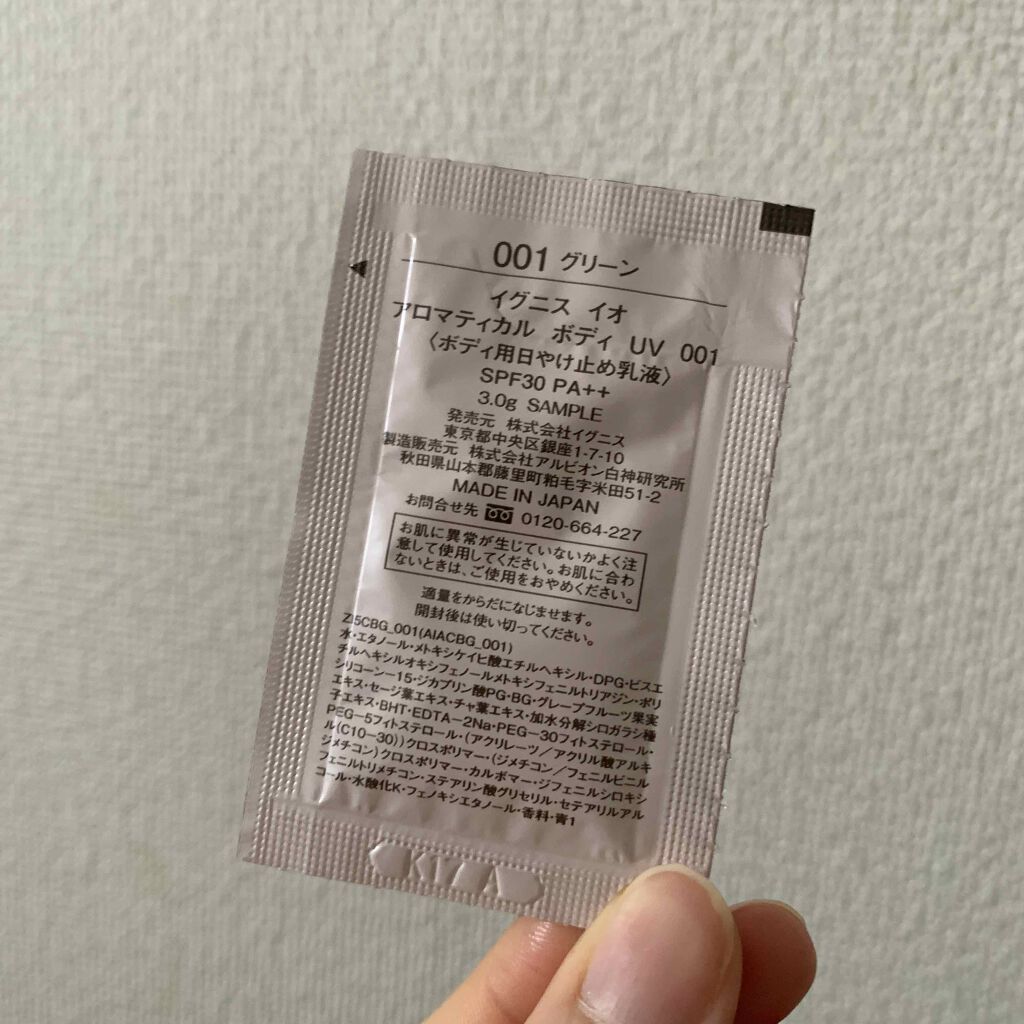 001 グリーン
イグニス イオ
アロマティカル ボディ UV 001
〈ボディ用日やけ止め乳液〉
SPF30 PA++
3.0g SAMPLE
発売元 株式会社イグニス
東京都中央区銀座1-7-10
製造販売元 株式会社アルビオン白神研究所
秋田県山本郡藤里町粕毛字米田51-2
MADE IN JAPAN
お問合せ先 0120-664-227
お肌に異常が生じていないかよく注
意して使用してください。お肌に合わ
ないときは、ご使用をおやめください。
適量をからだになじませます。
開封後は使い切ってください。
ZI5CBG_001(AIACBG_001)
水・エタノール・メトキシケイヒ酸エチルヘキシル・DPG・ビスエ
チルヘキシルオキシフェノールメトキシフェニルトリアジン・ポリ
シリコーン－15・ジカプリン酸PG・BG・グレープフルーツ果実
エキス・セージ葉エキス・チャ葉エキス・加水分解シロガラシ種
子エキス・BHT・EDTA－2Na・PEG－30フィトステロール・
PEG－5フィトステロール・(アクリレーツ／アクリル酸アルキ
ル(C10－30))クロスポリマー・(ジメチコン／フェニルビニル
ジメチコン)クロスポリマー・カルボマー・ジフェニルシロキシ
フェニルトリメチコン・ステアリン酸グリセリル・セテアリルアル
コール・水酸化K・フェノキシエタノール・香料・青1